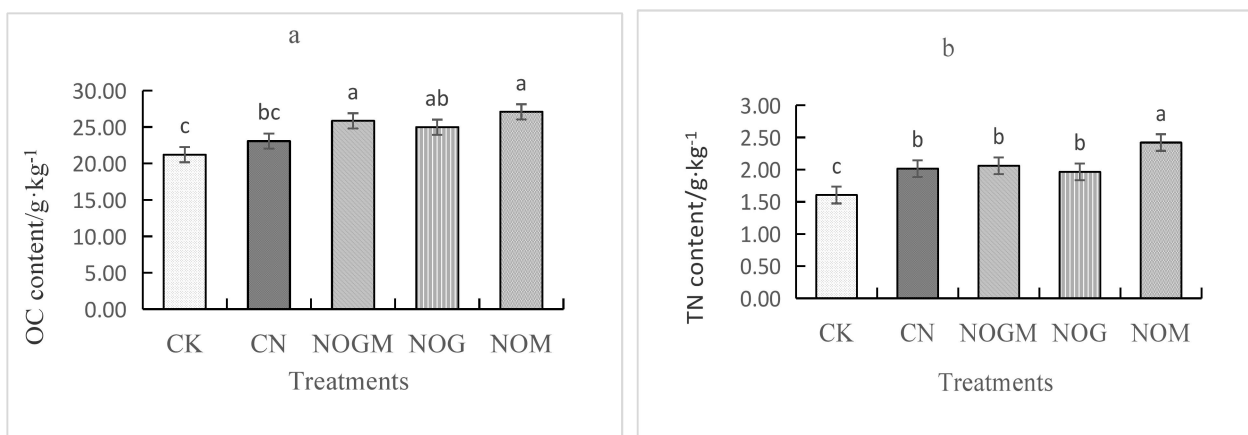 a
OC content/g·kg⁻¹
30.00
25.00
20.00
15.00
10.00
5.00
0.00
c
bc
a
ab
a
CK CN NOGM NOG NOM
Treatments
b
TN content/g·kg⁻¹
3.00
2.50
2.00
1.50
1.00
0.50
0.00
c
b
b
b
a
CK CN NOGM NOG NOM
Treatments